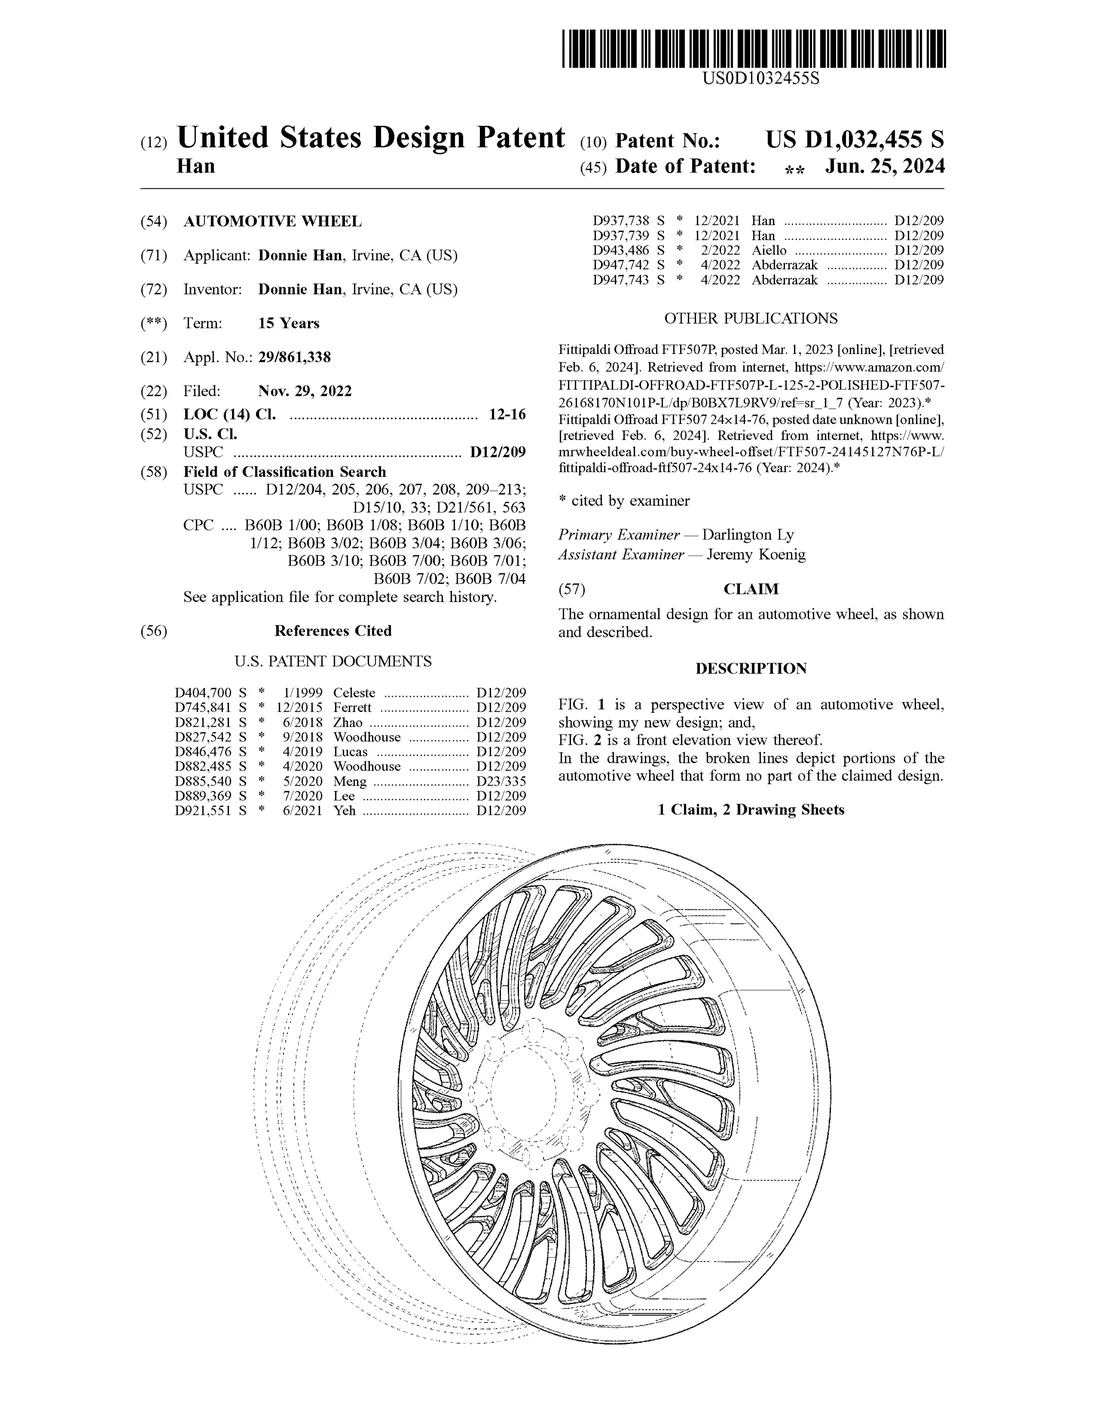 US0D1032455S
(12) United States Design Patent
Han
(10) Patent No.: US D1,032,455 S
(45) Date of Patent: ** Jun. 25, 2024
(54) AUTOMOTIVE WHEEL
(71) Applicant: Donnie Han, Irvine, CA (US)
(72) Inventor: Donnie Han, Irvine, CA (US)
(**) Term: 15 Years
(21) Appl. No.: 29/861,338
(22) Filed: Nov. 29, 2022
(51) LOC (14) Cl. ............................................... 12-16
(52) U.S. Cl.
USPC ......................................................... D12/209
(58) Field of Classification Search
USPC ...... D12/204, 205, 206, 207, 208, 209–213;
D15/10, 33; D21/561, 563
CPC .... B60B 1/00; B60B 1/08; B60B 1/10; B60B
1/12; B60B 3/02; B60B 3/04; B60B 3/06;
B60B 3/10; B60B 7/00; B60B 7/01;
B60B 7/02; B60B 7/04
See application file for complete search history.
(56) References Cited
U.S. PATENT DOCUMENTS
D404,700 S * 1/1999 Celeste ........................ D12/209
D745,841 S * 12/2015 Ferrett ......................... D12/209
D821,281 S * 6/2018 Zhao ............................ D12/209
D827,542 S * 9/2018 Woodhouse ................. D12/209
D846,476 S * 4/2019 Lucas .......................... D12/209
D882,485 S * 4/2020 Woodhouse ................. D12/209
D885,540 S * 5/2020 Meng ........................... D23/335
D889,369 S * 7/2020 Lee .............................. D12/209
D921,551 S * 6/2021 Yeh .............................. D12/209
D937,738 S * 12/2021 Han ............................. D12/209
D937,739 S * 12/2021 Han ............................. D12/209
D943,486 S * 2/2022 Aiello .......................... D12/209
D947,742 S * 4/2022 Abderrazak ................. D12/209
D947,743 S * 4/2022 Abderrazak ................. D12/209
OTHER PUBLICATIONS
Fittipaldi Offroad FTF507P, posted Mar. 1, 2023 [online], [retrieved
Feb. 6, 2024]. Retrieved from internet, https://www.amazon.com/
FITTIPALDI-OFFROAD-FTF507P-L-125-2-POLISHED-FTF507-
26168170N101P-L/dp/B0BX7L9RV9/ref=sr_1_7 (Year: 2023).*
Fittipaldi Offroad FTF507 24×14-76, posted date unknown [online],
[retrieved Feb. 6, 2024]. Retrieved from internet, https://www.
mrwheeldeal.com/buy-wheel-offset/FTF507-24145127N76P-L/
fittipaldi-offroad-ftf507-24x14-76 (Year: 2024).*
* cited by examiner
Primary Examiner — Darlington Ly
Assistant Examiner — Jeremy Koenig
(57) CLAIM
The ornamental design for an automotive wheel, as shown
and described.
DESCRIPTION
FIG. 1 is a perspective view of an automotive wheel,
showing my new design; and,
FIG. 2 is a front elevation view thereof.
In the drawings, the broken lines depict portions of the
automotive wheel that form no part of the claimed design.
1 Claim, 2 Drawing Sheets